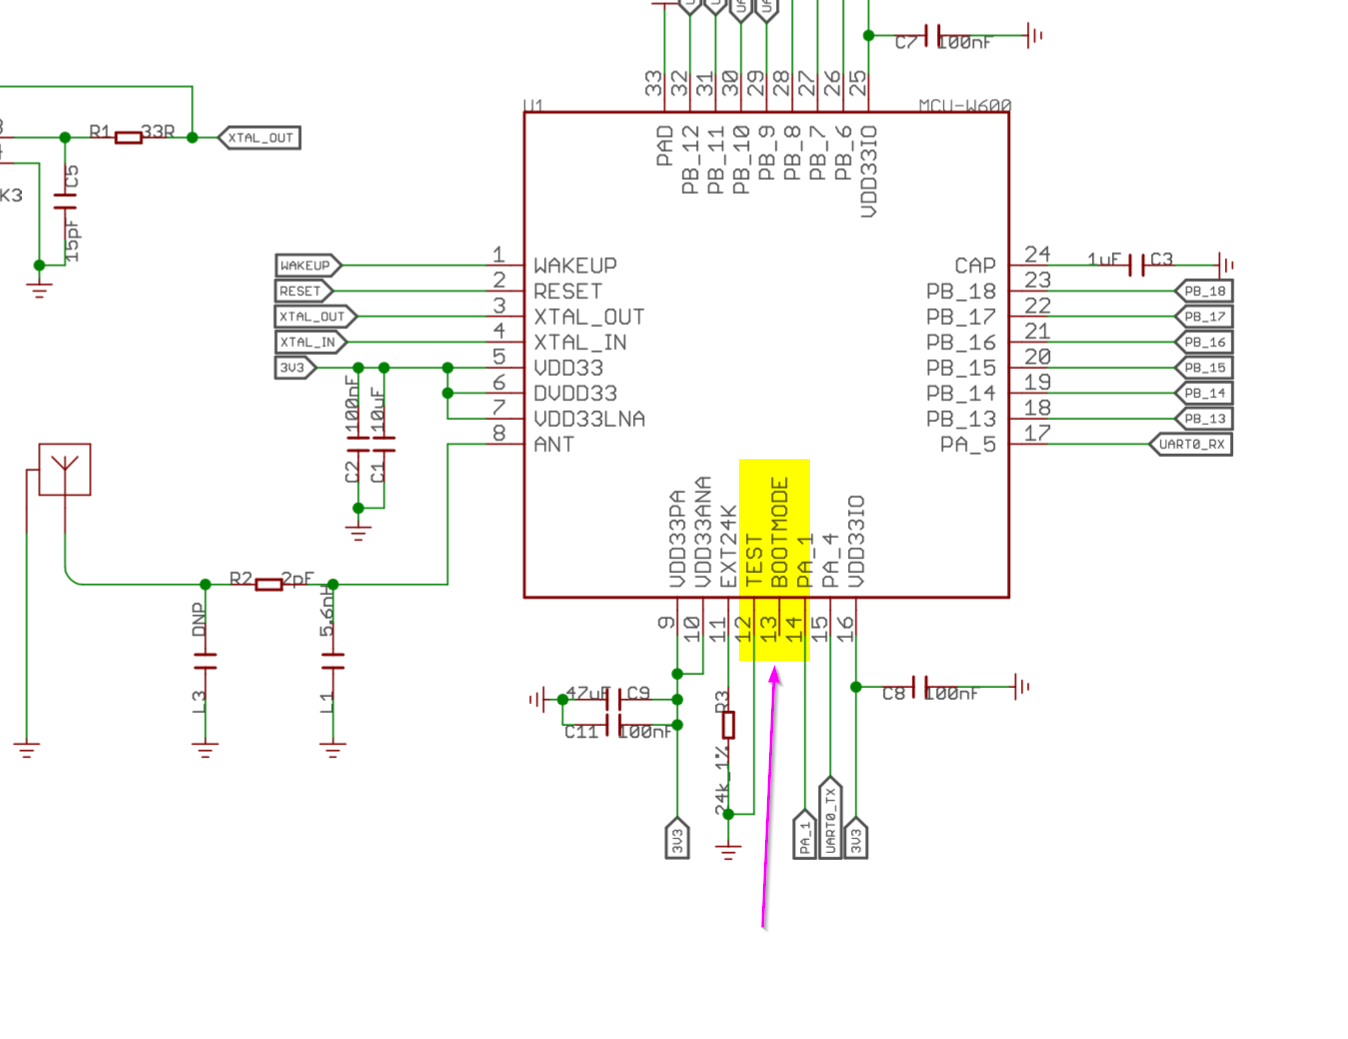 C7 100nF
33 32 31 30 29 28 27 26 25
U1
MCU-W600
PAD
PB_12
PB_11
PB_10
PB_9
PB_8
PB_7
PB_6
VDD33IO
R1 33R
XTAL_OUT
C5
15pF
K3
WAKEUP 1 WAKEUP
RESET 2 RESET
XTAL_OUT 3 XTAL_OUT
XTAL_IN 4 XTAL_IN
3V3 5 VDD33
6 DVDD33
7 VDD33LNA
8 ANT
CAP 24 1uF C3
PB_18 23 PB_18
PB_17 22 PB_17
PB_16 21 PB_16
PB_15 20 PB_15
PB_14 19 PB_14
PB_13 18 PB_13
PA_5 17 UART0_RX
100nF
C2
10uF
C1
VDD33PA
VDD33ANA
EXT24K
TEST
BOOTMODE
PA_1
PA_4
VDD33IO
9 10 11 12 13 14 15 16
R2 2pF
DNP
L3
5.6nH
L1
47uF C9
C11 100nF
R3
24k 1%
C8 100nF
3V3
PA_1
UART0_TX
3V3